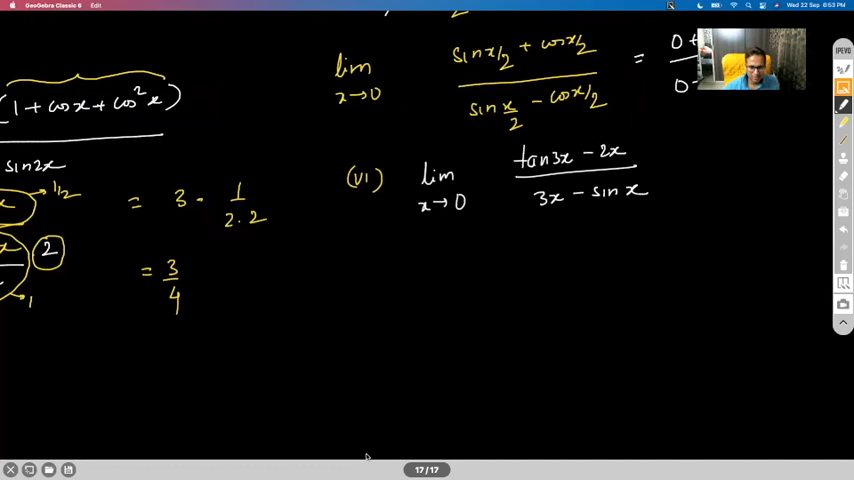 GeoGebra Classic 6 Edit
Wed 22 Sep 6:53 PM
IPEVO
lim x→0 sin x/2 + cos x/2 / sin x/2 − cos x/2 = 0 + / 0 −
(1 + cos x + cos² x)
sin 2x
(VI) lim x→0 tan 3x − 2x / 3x − sin x
x → 1/2
= 3 · 1 / 2.2
x 2
→ 1
= 3/4
17/17